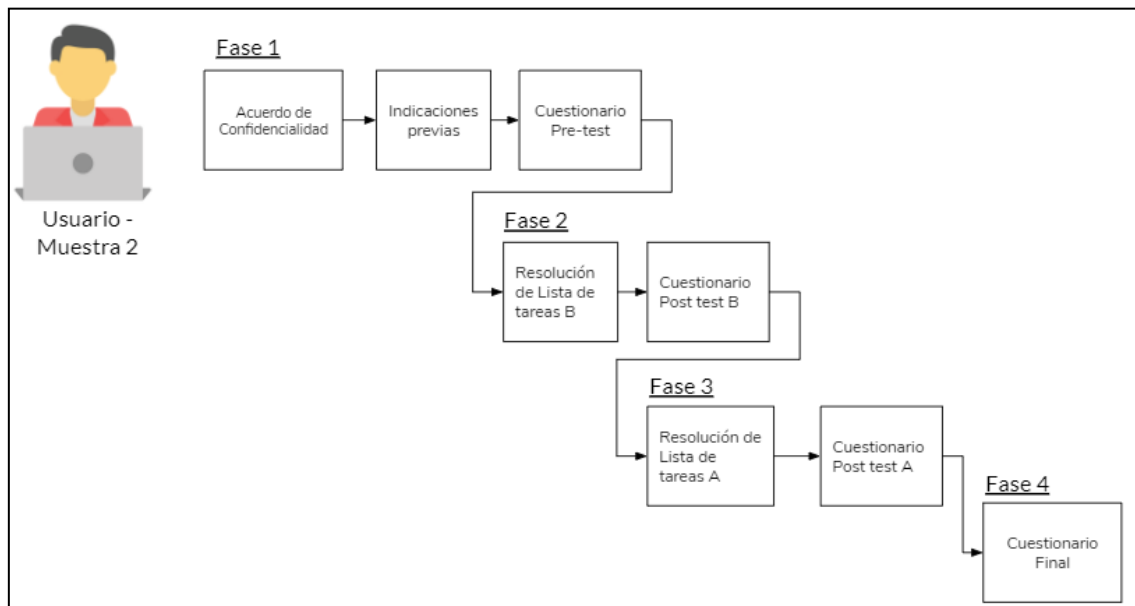 Fase 1
Acuerdo de
Confidencialidad
Indicaciones
previas
Cuestionario
Pre-test
Usuario -
Muestra 2
Fase 2
Resolución
de Lista de
tareas B
Cuestionario
Post test B
Fase 3
Resolución de
Lista de
tareas A
Cuestionario
Post test A
Fase 4
Cuestionario
Final